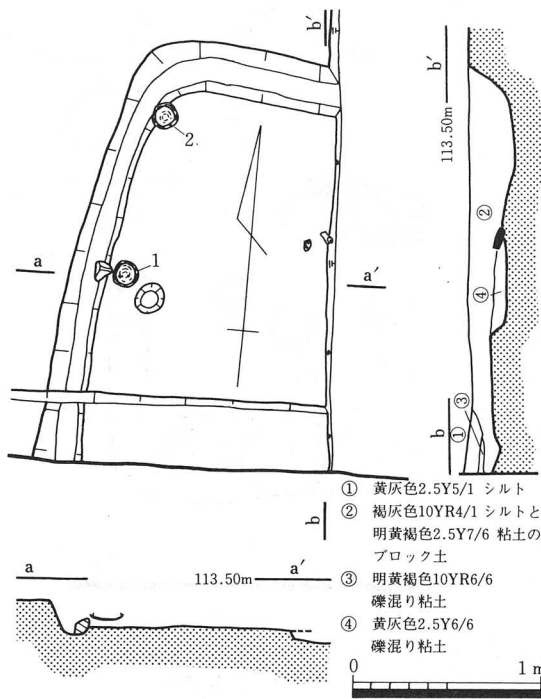 b'
b'
113.50m
2
②
a
1
a'
④
③
①
b
b
① 黄灰色2.5Y5/1 シルト
② 褐灰色10YR4/1 シルトと
明黄褐色2.5Y7/6 粘土の
ブロック土
③ 明黄褐色10YR6/6
礫混り粘土
④ 黄灰色2.5Y6/6
礫混り粘土
a
113.50m
a'
0
1 m